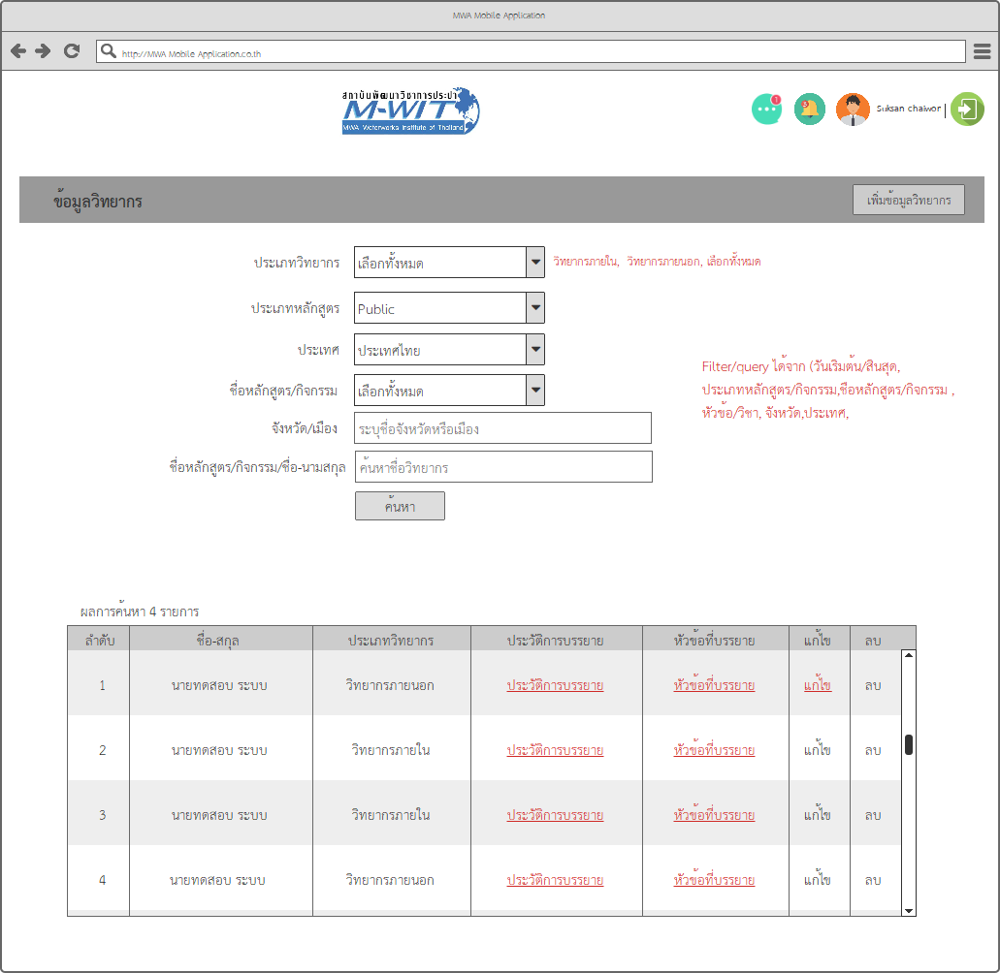 MWA Mobile Application
http://MWA Mobile Application.co.th
สถาบันพัฒนาวิชาการประปา
M-WIT
MWA Waterworks Institute of Thailand
1
3
Suksan chaiwor
ข้อมูลวิทยากร
เพิ่มข้อมูลวิทยากร
ประเภทวิทยากร เลือกทั้งหมด วิทยากรภายใน, วิทยากรภายนอก, เลือกทั้งหมด
ประเภทหลักสูตร Public
ประเทศ ประเทศไทย
Filter/query ได้จาก (วันเริ่มต้น/สิ้นสุด,
ชื่อหลักสูตร/กิจกรรม เลือกทั้งหมด
ประเภทหลักสูตร/กิจกรรม,ชื่อหลักสูตร/กิจกรรม ,
หัวข้อ/วิชา, จังหวัด,ประเทศ,
จังหวัด/เมือง ระบุชื่อจังหวัดหรือเมือง
ชื่อหลักสูตร/กิจกรรม/ชื่อ-นามสกุล ค้นหาชื่อวิทยากร
ค้นหา
ผลการค้นหา 4 รายการ
ลำดับ ชื่อ-สกุล ประเภทวิทยากร ประวัติการบรรยาย หัวข้อที่บรรยาย แก้ไข ลบ
1 นายทดสอบ ระบบ วิทยากรภายนอก ประวัติการบรรยาย หัวข้อที่บรรยาย แก้ไข ลบ
2 นายทดสอบ ระบบ วิทยากรภายใน ประวัติการบรรยาย หัวข้อที่บรรยาย แก้ไข ลบ
3 นายทดสอบ ระบบ วิทยากรภายใน ประวัติการบรรยาย หัวข้อที่บรรยาย แก้ไข ลบ
4 นายทดสอบ ระบบ วิทยากรภายนอก ประวัติการบรรยาย หัวข้อที่บรรยาย แก้ไข ลบ